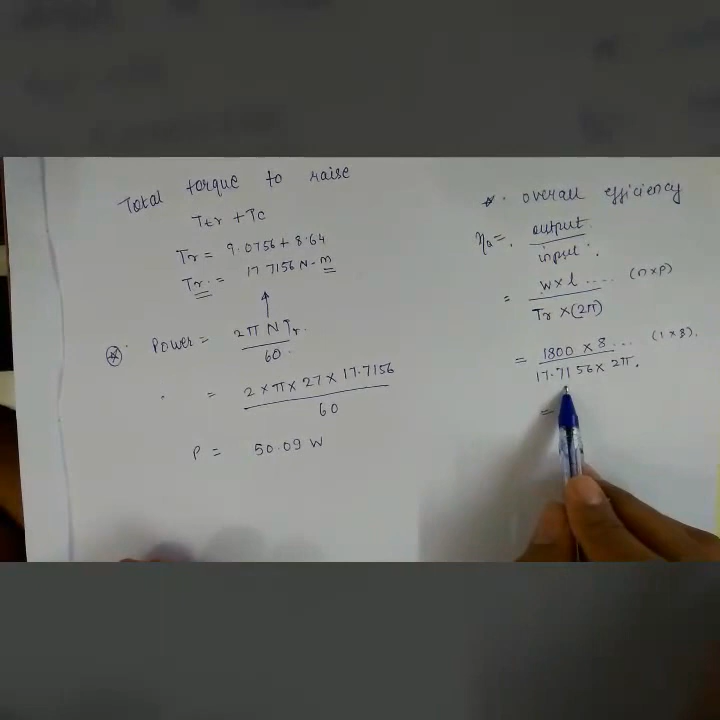 Total torque to raise
Ttr + Tc
Tr = 9.0756 + 8.64
Tr = 17.7156 N-m
Power = 2π N Tr / 60
= 2 × π × 27 × 17.7156 / 60
P = 50.09 W
overall efficiency
ηo = output / input
= W × l .... (n × p) / Tr × (2π)
= 1800 × 8 ... (1 × 8) / 17.7156 × 2π
=